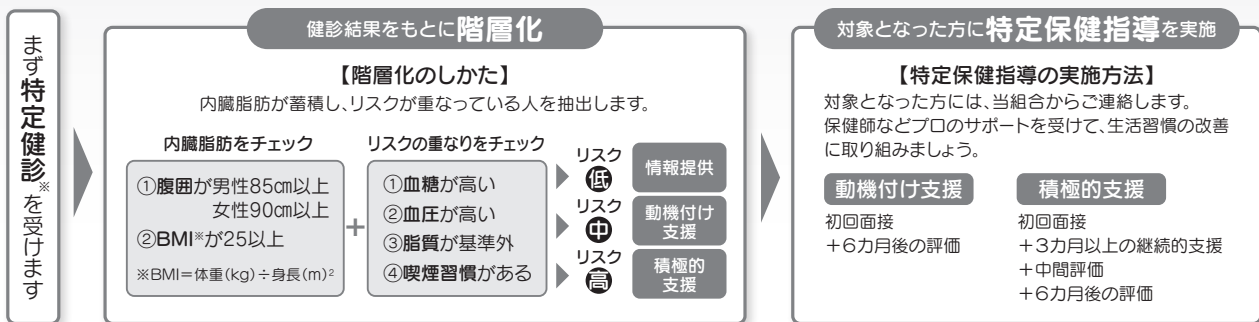 まず特定健診※を受けます
健診結果をもとに階層化
【階層化のしかた】
内臓脂肪が蓄積し、リスクが重なっている人を抽出します。
内臓脂肪をチェック
①腹囲が男性85㎝以上
女性90㎝以上
②BMI※が25以上
※BMI＝体重(kg)÷身長(m)²
＋
リスクの重なりをチェック
①血糖が高い
②血圧が高い
③脂質が基準外
④喫煙習慣がある
リスク
低
情報提供
リスク
中
動機付け
支援
リスク
高
積極的
支援
対象となった方に特定保健指導を実施
【特定保健指導の実施方法】
対象となった方には、当組合からご連絡します。
保健師などプロのサポートを受けて、生活習慣の改善
に取り組みましょう。
動機付け支援
初回面接
＋6カ月後の評価
積極的支援
初回面接
＋3カ月以上の継続的支援
＋中間評価
＋6カ月後の評価